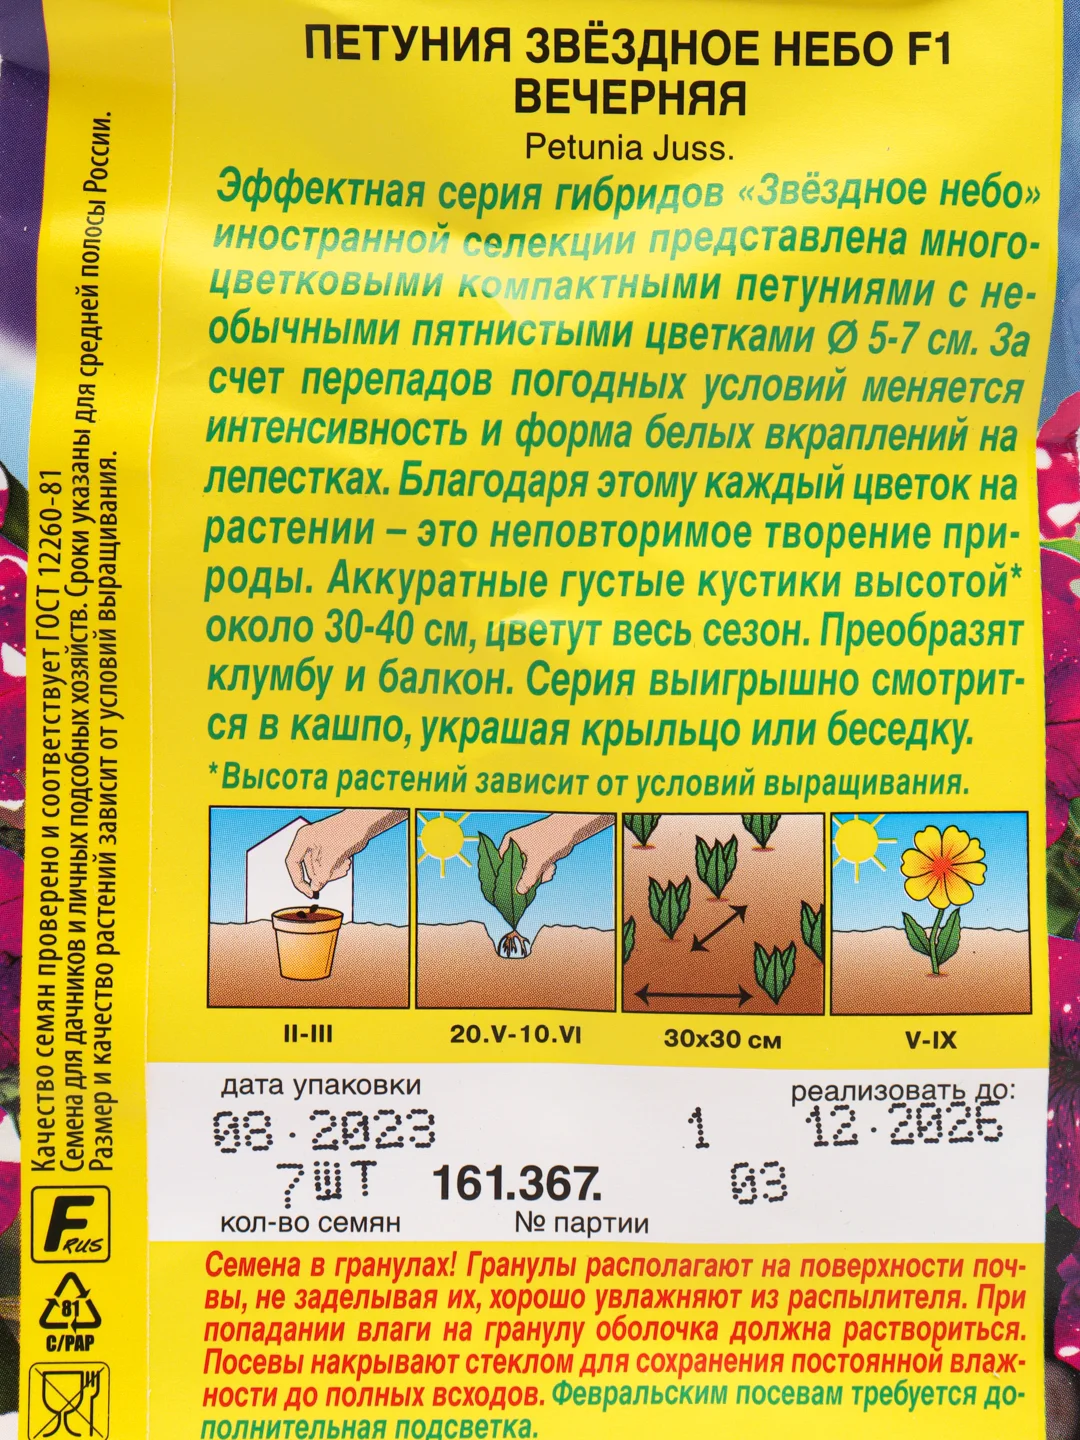 ПЕТУНИЯ ЗВЁЗДНОЕ НЕБО F1
ВЕЧЕРНЯЯ
Petunia Juss.
Эффектная серия гибридов «Звёздное небо»
иностранной селекции представлена много-
цветковыми компактными петуниями с не-
обычными пятнистыми цветками Ø 5-7 см. За
счет перепадов погодных условий меняется
интенсивность и форма белых вкраплений на
лепестках. Благодаря этому каждый цветок на
растении – это неповторимое творение при-
роды. Аккуратные густые кустики высотой*
около 30-40 см, цветут весь сезон. Преобразят
клумбу и балкон. Серия выигрышно смотрит-
ся в кашпо, украшая крыльцо или беседку.
*Высота растений зависит от условий выращивания.
II-III
20.V-10.VI
30x30 см
V-IX
дата упаковки
реализовать до:
08.2023
1
12.2025
7ШТ
161.367.
03
кол-во семян
№ партии
Семена в гранулах! Гранулы располагают на поверхности поч-
вы, не заделывая их, хорошо увлажняют из распылителя. При
попадании влаги на гранулу оболочка должна раствориться.
Посевы накрывают стеклом для сохранения постоянной влаж-
ности до полных всходов. Февральским посевам требуется до-
полнительная подсветка.
Качество семян проверено и соответствует ГОСТ 12260-81
Семена для дачников и личных подсобных хозяйств. Сроки указаны для средней полосы России.
Размер и качество растений зависит от условий выращивания.
F RUS
81
C/PAP